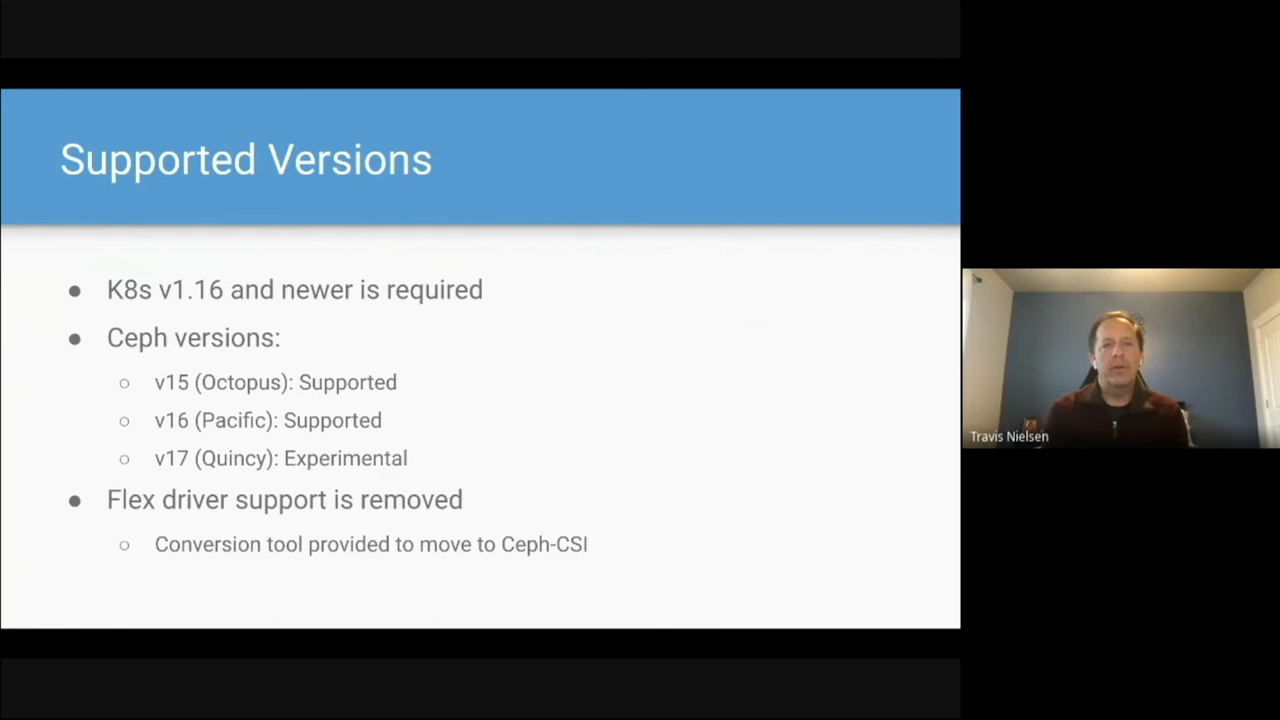 Supported Versions
● K8s v1.16 and newer is required
● Ceph versions:
○ v15 (Octopus): Supported
○ v16 (Pacific): Supported
○ v17 (Quincy): Experimental
● Flex driver support is removed
○ Conversion tool provided to move to Ceph-CSI
Travis Nielsen